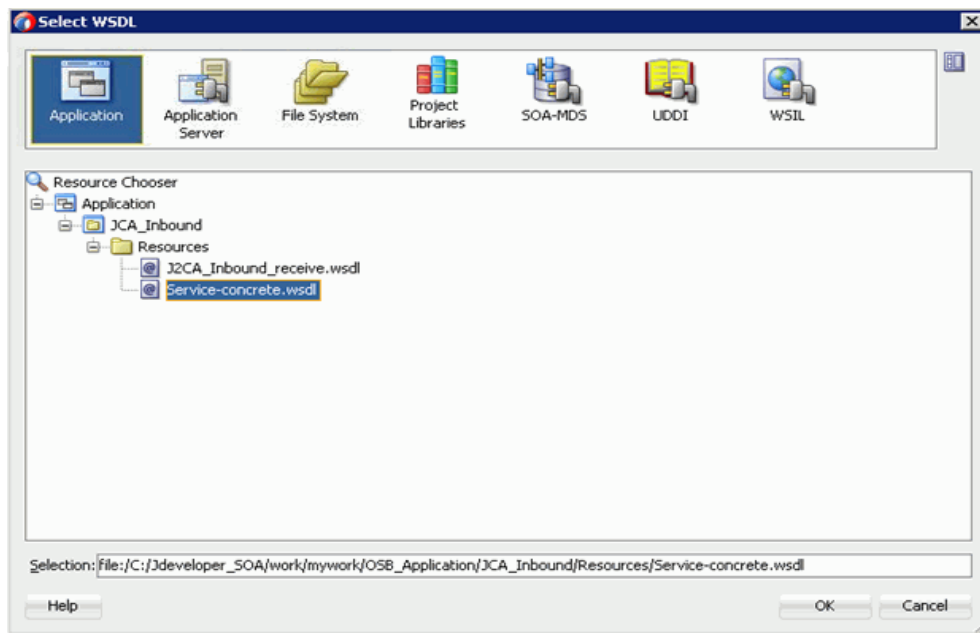 Select WSDL
Application
Application
Server
File System
Project
Libraries
SOA-MDS
UDDI
WSIL
Resource Chooser
Application
JCA_Inbound
Resources
J2CA_Inbound_receive.wsdl
Service-concrete.wsdl
Selection: file:/C:/Jdeveloper_SOA/work/mywork/OSB_Application/JCA_Inbound/Resources/Service-concrete.wsdl
Help
OK
Cancel